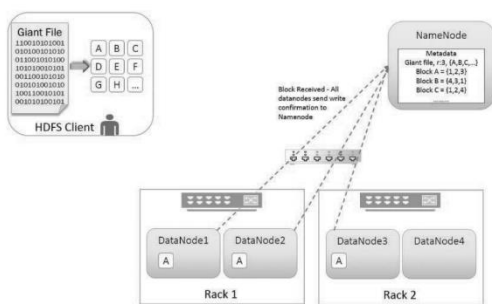 Giant File
110010101001
010100101010
011001010100
101010010101
001100101010
010101001010
100110010101
001010100101
A B C
D E F
G H ...
HDFS Client
NameNode
Metadata
Giant file, r:3, {A,B,C,...}
Block A = {1,2,3}
Block B = {4,3,1}
Block C = {1,2,4}
Block Received - All
datanodes send write
confirmation to
Namenode
DataNode1
A
DataNode2
A
DataNode3
A
DataNode4
Rack 1
Rack 2